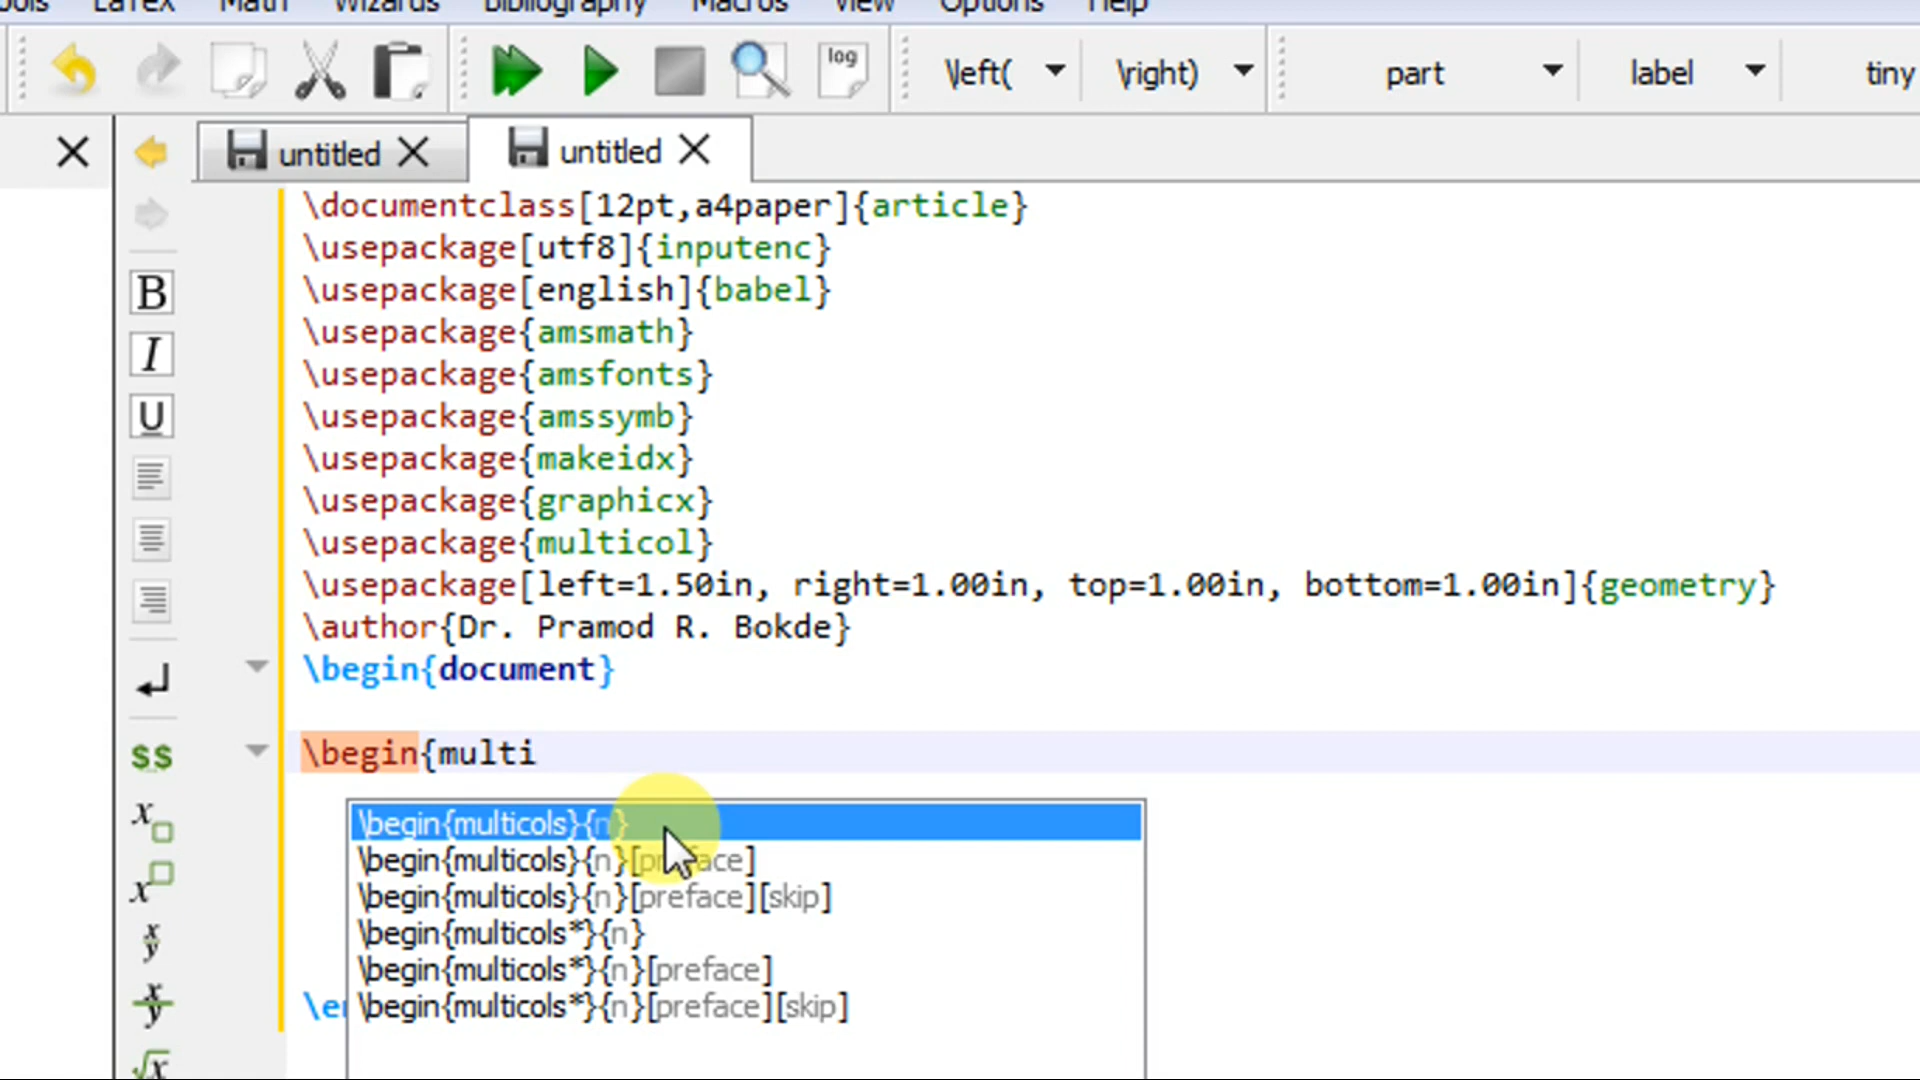 LaTeX Math Wizards Bibliography Macros View Options Help
log \left( \right) part label tiny
untitled untitled
\documentclass[12pt,a4paper]{article}
\usepackage[utf8]{inputenc}
\usepackage[english]{babel}
\usepackage{amsmath}
\usepackage{amsfonts}
\usepackage{amssymb}
\usepackage{makeidx}
\usepackage{graphicx}
\usepackage{multicol}
\usepackage[left=1.50in, right=1.00in, top=1.00in, bottom=1.00in]{geometry}
\author{Dr. Pramod R. Bokde}
\begin{document}
\begin{multi
\begin{multicols}{n}
\begin{multicols}{n}[preface]
\begin{multicols}{n}[preface][skip]
\begin{multicols*}{n}
\begin{multicols*}{n}[preface]
\begin{multicols*}{n}[preface][skip]
B
I
U
$$
x
x
x
y
x
y
√x